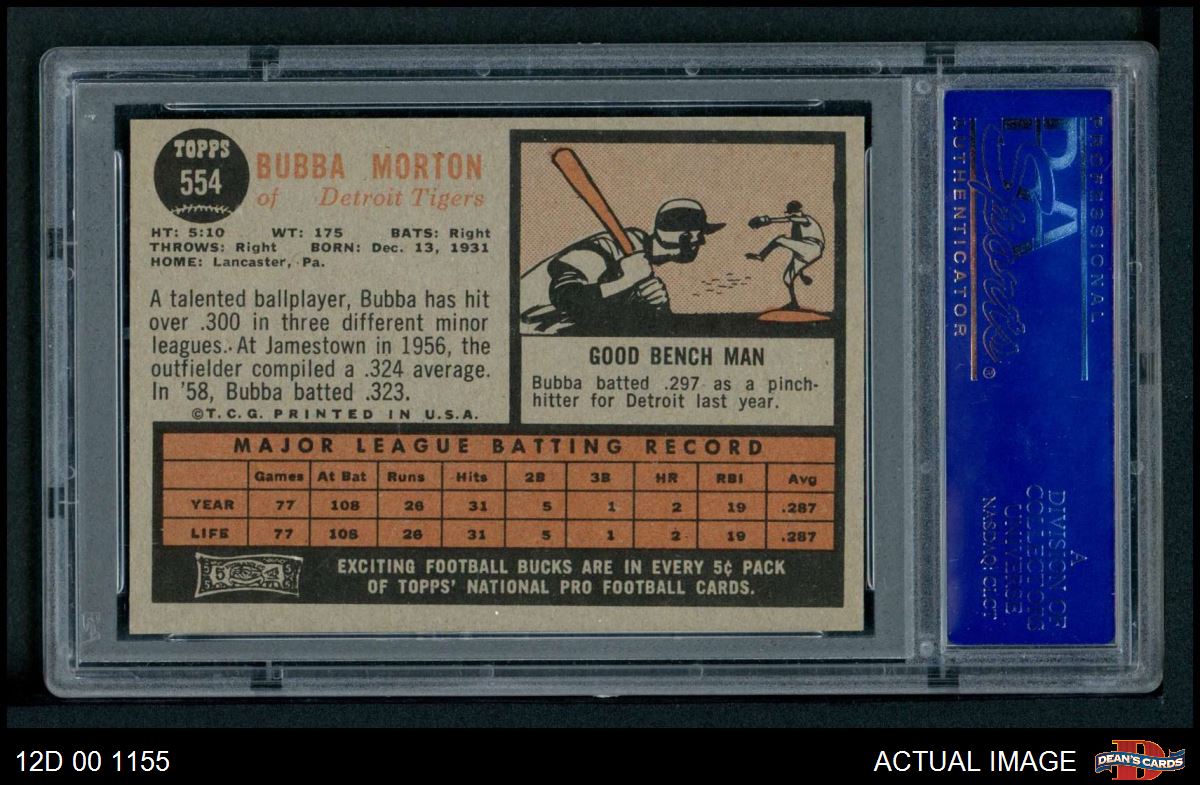 TOPPS
554
BUBBA MORTON
of Detroit Tigers
HT: 5:10 WT: 175 BATS: Right
THROWS: Right BORN: Dec. 13, 1931
HOME: Lancaster, Pa.
A talented ballplayer, Bubba has hit
over .300 in three different minor
leagues. At Jamestown in 1956, the
outfielder compiled a .324 average.
In '58, Bubba batted .323.
©T.C.G. PRINTED IN U.S.A.
GOOD BENCH MAN
Bubba batted .297 as a pinch-
hitter for Detroit last year.
MAJOR LEAGUE BATTING RECORD
Games At Bat Runs Hits 2B 3B HR RBI Avg
YEAR 77 108 26 31 5 1 2 19 .287
LIFE 77 108 26 31 5 1 2 19 .287
5 4
EXCITING FOOTBALL BUCKS ARE IN EVERY 5¢ PACK
OF TOPPS' NATIONAL PRO FOOTBALL CARDS.
PROFESSIONAL
PSA
Sports®
AUTHENTICATOR
A
DIVISION OF
COLLECTORS
UNIVERSE
NASDAQ: CLCT
12D 00 1155
ACTUAL IMAGE
D
DEAN'S CARDS